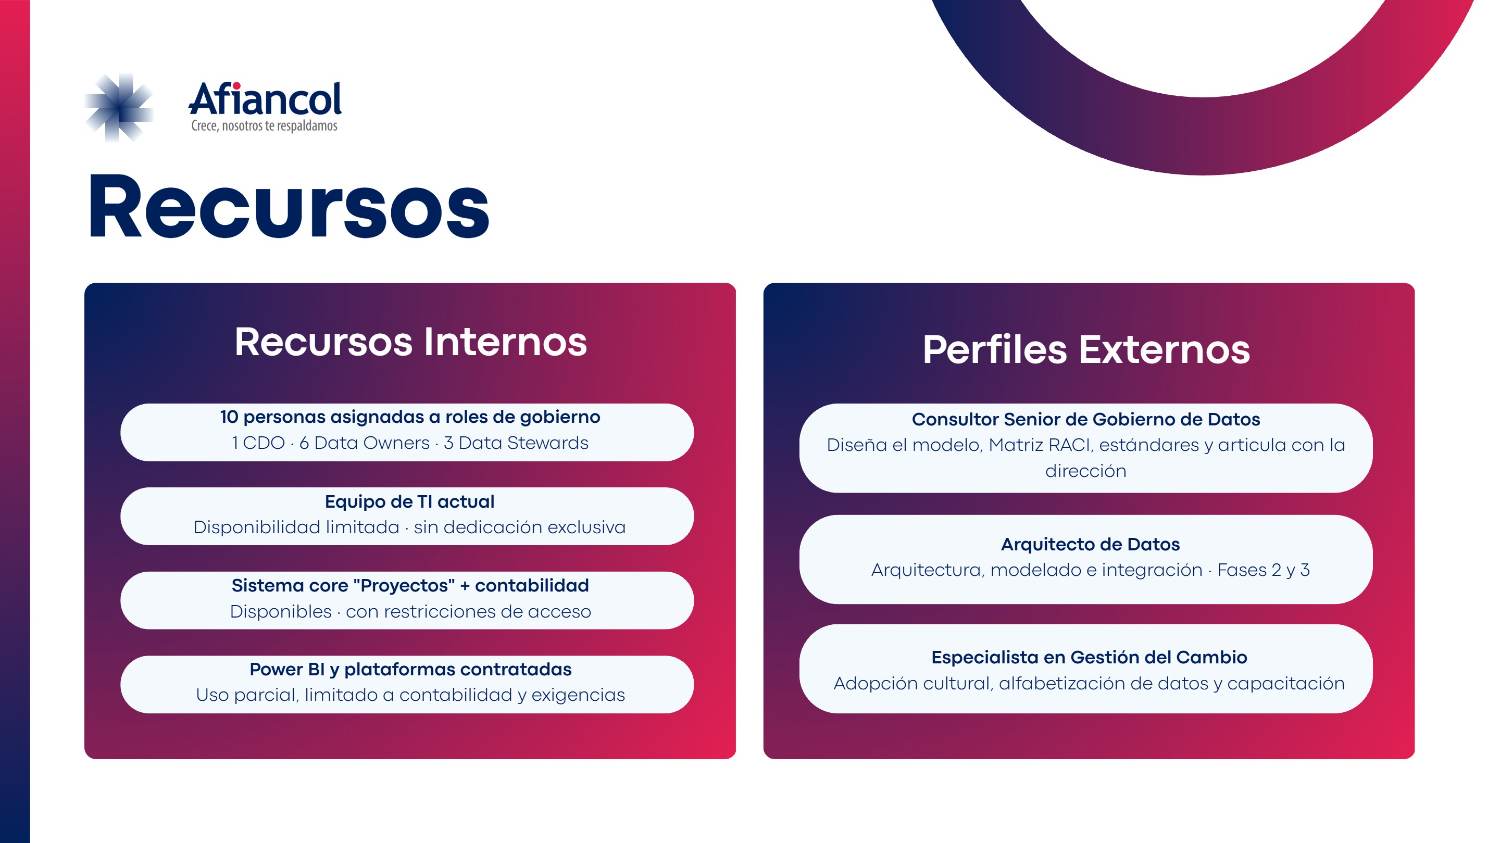 Afiancol
Crece, nosotros te respaldamos
Recursos
Recursos Internos
10 personas asignadas a roles de gobierno
1 CDO · 6 Data Owners · 3 Data Stewards
Equipo de TI actual
Disponibilidad limitada · sin dedicación exclusiva
Sistema core "Proyectos" + contabilidad
Disponibles · con restricciones de acceso
Power BI y plataformas contratadas
Uso parcial, limitado a contabilidad y exigencias
Perfiles Externos
Consultor Senior de Gobierno de Datos
Diseña el modelo, Matriz RACI, estándares y articula con la
dirección
Arquitecto de Datos
Arquitectura, modelado e integración · Fases 2 y 3
Especialista en Gestión del Cambio
Adopción cultural, alfabetización de datos y capacitación